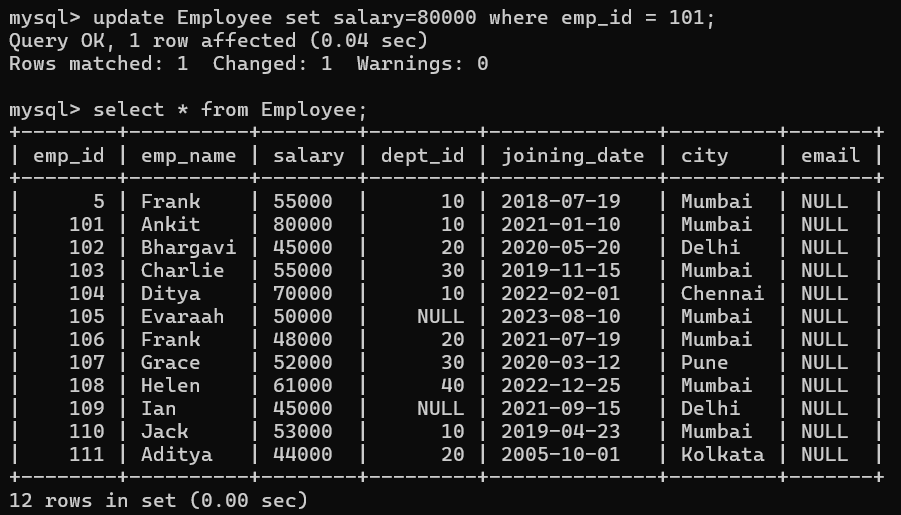 mysql> update Employee set salary=80000 where emp_id = 101;
Query OK, 1 row affected (0.04 sec)
Rows matched: 1  Changed: 1  Warnings: 0

mysql> select * from Employee;
+--------+----------+--------+---------+--------------+---------+-------+
| emp_id | emp_name | salary | dept_id | joining_date | city    | email |
+--------+----------+--------+---------+--------------+---------+-------+
|      5 | Frank    | 55000  |      10 | 2018-07-19   | Mumbai  | NULL  |
|    101 | Ankit    | 80000  |      10 | 2021-01-10   | Mumbai  | NULL  |
|    102 | Bhargavi | 45000  |      20 | 2020-05-20   | Delhi   | NULL  |
|    103 | Charlie  | 55000  |      30 | 2019-11-15   | Mumbai  | NULL  |
|    104 | Ditya    | 70000  |      10 | 2022-02-01   | Chennai | NULL  |
|    105 | Evaraah  | 50000  |    NULL | 2023-08-10   | Mumbai  | NULL  |
|    106 | Frank    | 48000  |      20 | 2021-07-19   | Mumbai  | NULL  |
|    107 | Grace    | 52000  |      30 | 2020-03-12   | Pune    | NULL  |
|    108 | Helen    | 61000  |      40 | 2022-12-25   | Mumbai  | NULL  |
|    109 | Ian      | 45000  |    NULL | 2021-09-15   | Delhi   | NULL  |
|    110 | Jack     | 53000  |      10 | 2019-04-23   | Mumbai  | NULL  |
|    111 | Aditya   | 44000  |      20 | 2005-10-01   | Kolkata | NULL  |
+--------+----------+--------+---------+--------------+---------+-------+
12 rows in set (0.00 sec)